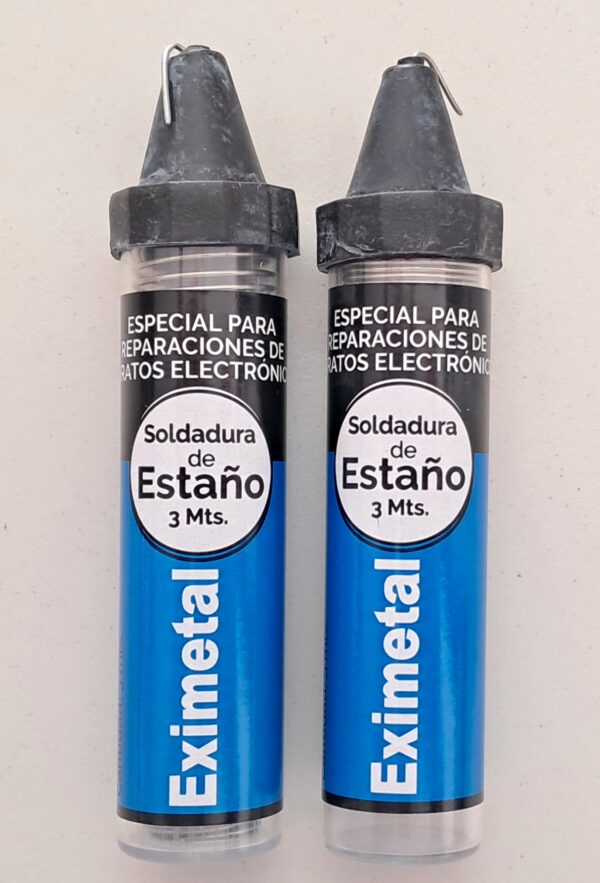 ESPECIAL PARA
REPARACIONES DE
RATOS ELECTRÓNIC
Soldadura
de
Estaño
3 Mts.
Eximetal
ESPECIAL PARA
REPARACIONES DE
RATOS ELECTRÓNIC
Soldadura
de
Estaño
3 Mts.
Eximetal